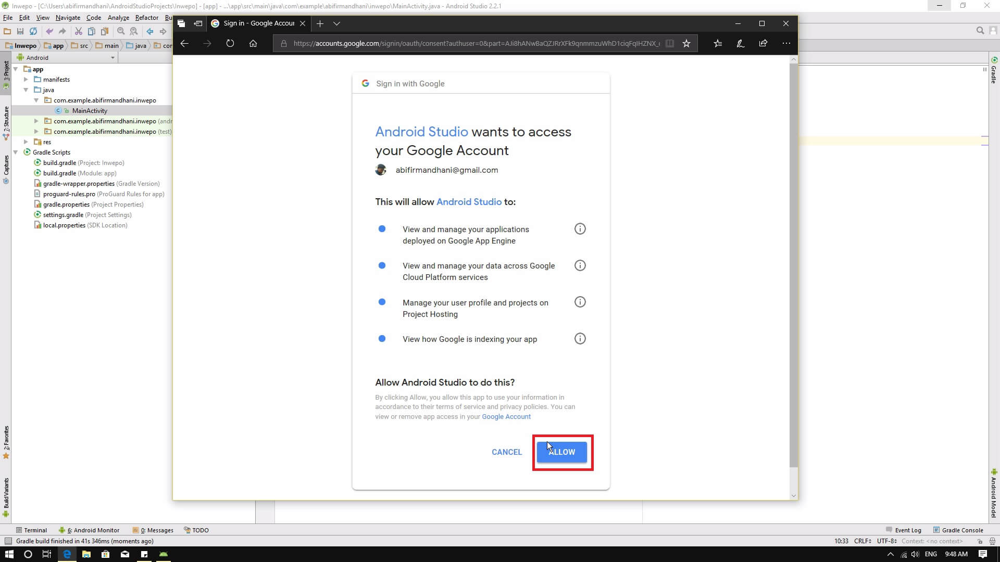 Inwepo - [C:\Users\abifirmandhani\AndroidStudioProjects\Inwepo] - [app] - ...\app\src\main\java\com\example\abifirmandhani\inwepo\MainActivity.java - Android Studio 2.2.1
File Edit View Navigate Code Analyze Refactor Bu
Sign in - Google Accour
Inwepo app src main java cor
https://accounts.google.com/signin/oauth/consent?authuser=0&part=AJi8hANwBaQZJRrXFk9qnmmzuWhD1ciqFqIHZNX_
Android
1: Project
7: Structure
Captures
2: Favorites
Build Variants
app
manifests
java
com.example.abifirmandhani.inwepo
MainActivity
com.example.abifirmandhani.inwepo (andr
com.example.abifirmandhani.inwepo (test)
res
Gradle Scripts
build.gradle (Project: Inwepo)
build.gradle (Module: app)
gradle-wrapper.properties (Gradle Version)
proguard-rules.pro (ProGuard Rules for app)
gradle.properties (Project Properties)
settings.gradle (Project Settings)
local.properties (SDK Location)
Sign in with Google
Android Studio wants to access
your Google Account
abifirmandhani@gmail.com
This will allow Android Studio to:
View and manage your applications
deployed on Google App Engine
View and manage your data across Google
Cloud Platform services
Manage your user profile and projects on
Project Hosting
View how Google is indexing your app
Allow Android Studio to do this?
By clicking Allow, you allow this app to use your information in
accordance to their terms of service and privacy policies. You can
view or remove app access in your Google Account
CANCEL ALLOW
Gradle
Android Model
Terminal 6: Android Monitor 0: Messages TODO Event Log Gradle Console
Gradle build finished in 41s 346ms (moments ago) 10:33 CRLF÷ UTF-8÷ Context: <no context>
ENG 9:48 AM